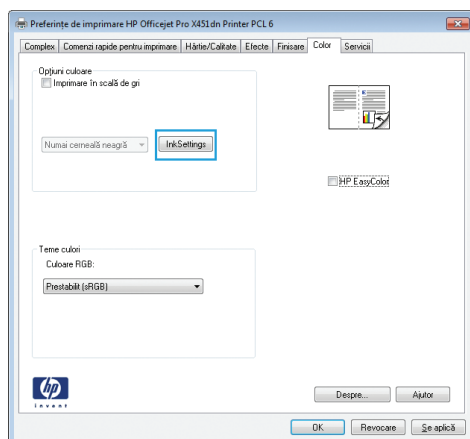 Preferințe de imprimare HP Officejet Pro X451dn Printer PCL 6
Complex Comenzi rapide pentru imprimare Hârtie/Calitate Efecte Finisare Color Servicii
Opțiuni culoare
Imprimare în scală de gri
Numai cerneală neagră InkSettings
HP EasyColor
Teme culori
Culoare RGB:
Prestabilit (sRGB)
hp
invent
Despre... Ajutor
OK Revocare Se aplică